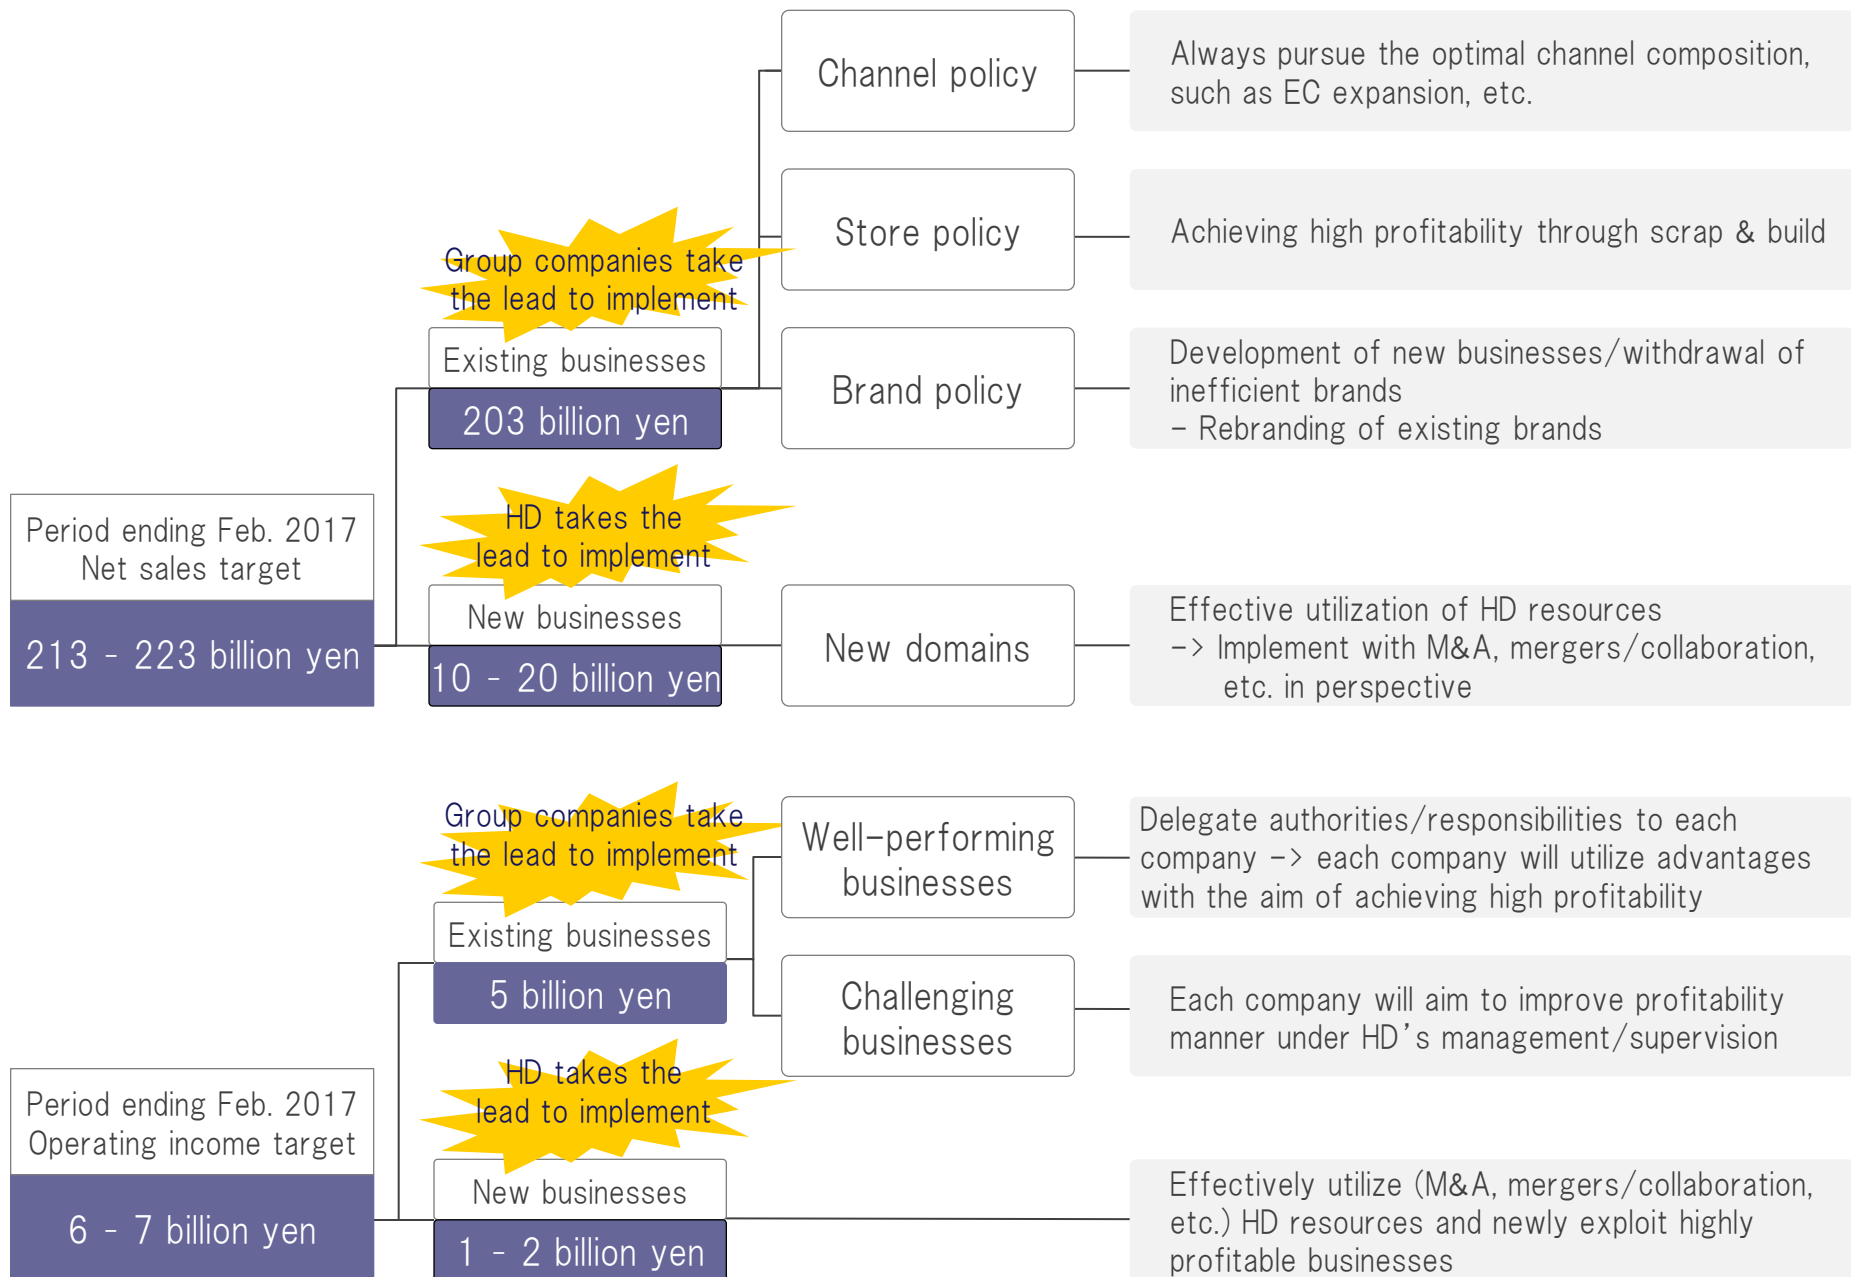 Channel policy
Always pursue the optimal channel composition,
such as EC expansion, etc.
Store policy
Achieving high profitability through scrap & build
Group companies take
the lead to implement
Existing businesses
203 billion yen
Brand policy
Development of new businesses/withdrawal of
inefficient brands
- Rebranding of existing brands
Period ending Feb. 2017
Net sales target
213 - 223 billion yen
HD takes the
lead to implement
New businesses
10 - 20 billion yen
New domains
Effective utilization of HD resources
-> Implement with M&A, mergers/collaboration,
etc. in perspective
Group companies take
the lead to implement
Existing businesses
5 billion yen
Well-performing
businesses
Delegate authorities/responsibilities to each
company -> each company will utilize advantages
with the aim of achieving high profitability
Challenging
businesses
Each company will aim to improve profitability
manner under HD’s management/supervision
Period ending Feb. 2017
Operating income target
6 - 7 billion yen
HD takes the
lead to implement
New businesses
1 - 2 billion yen
Effectively utilize (M&A, mergers/collaboration,
etc.) HD resources and newly exploit highly
profitable businesses